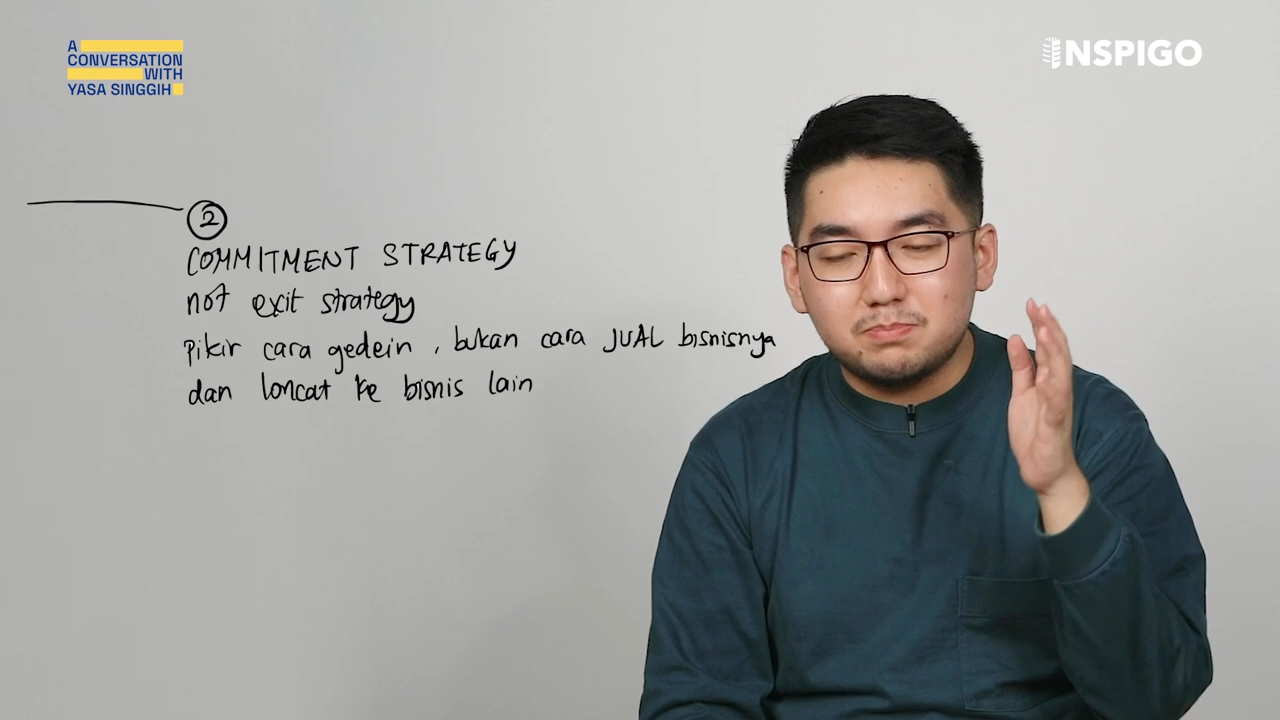 A
CONVERSATION
WITH
YASA SINGGIH
INSPIGO
2
COMMITMENT STRATEGY
not exit strategy
pikir cara gedein, bukan cara JUAL bisnisnya
dan loncat ke bisnis lain